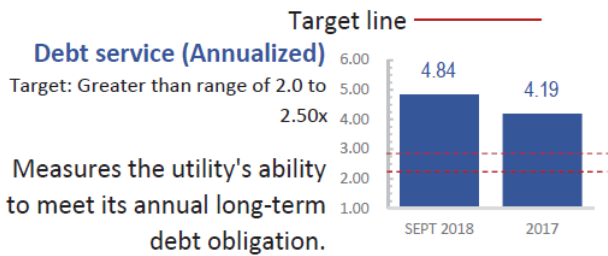 Target line
Debt service (Annualized)
Target: Greater than range of 2.0 to
2.50x
Measures the utility's ability
to meet its annual long-term
debt obligation.
6.00
5.00
4.00
3.00
2.00
1.00
4.84
4.19
SEPT 2018
2017